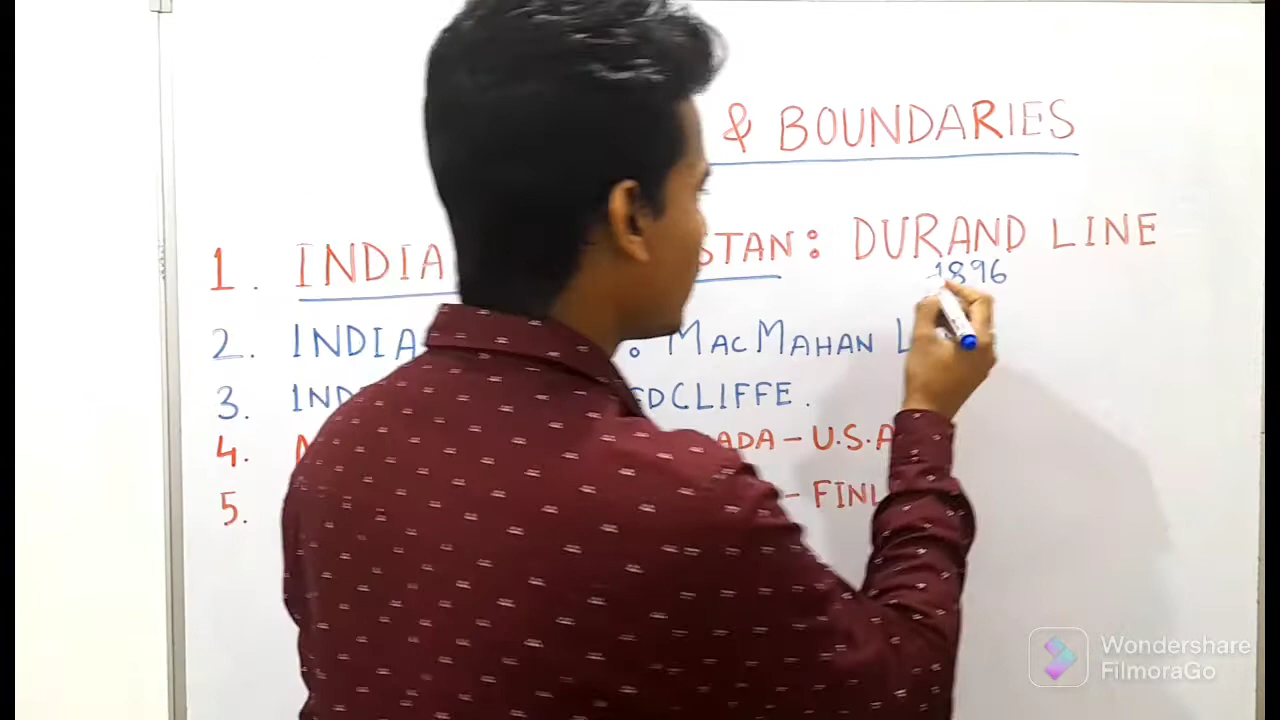 & BOUNDARIES
1. INDIA STAN: DURAND LINE
1896
2. INDIA : MACMAHAN L
3. IND EDCLIFFE.
4. ADA - U.S.A
5. - FINL
Wondershare
FilmoraGo